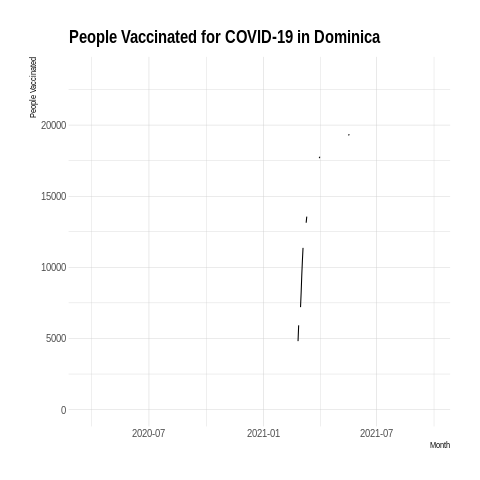 People Vaccinated for COVID-19 in Dominica
People Vaccinated
20000
15000
10000
5000
0
2020-07 2021-01 2021-07
Month